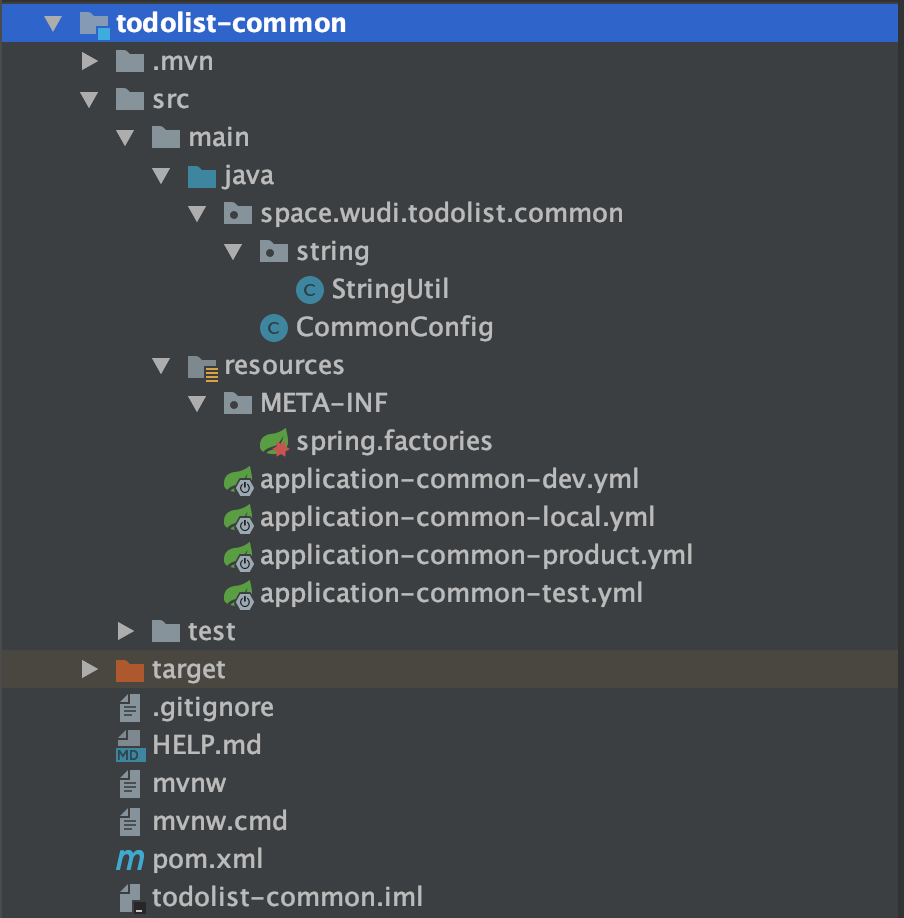 todolist-common
.mvn
src
main
java
space.wudi.todolist.common
string
C StringUtil
C CommonConfig
resources
META-INF
spring.factories
application-common-dev.yml
application-common-local.yml
application-common-product.yml
application-common-test.yml
test
target
.gitignore
MD HELP.md
mvnw
mvnw.cmd
m pom.xml
todolist-common.iml